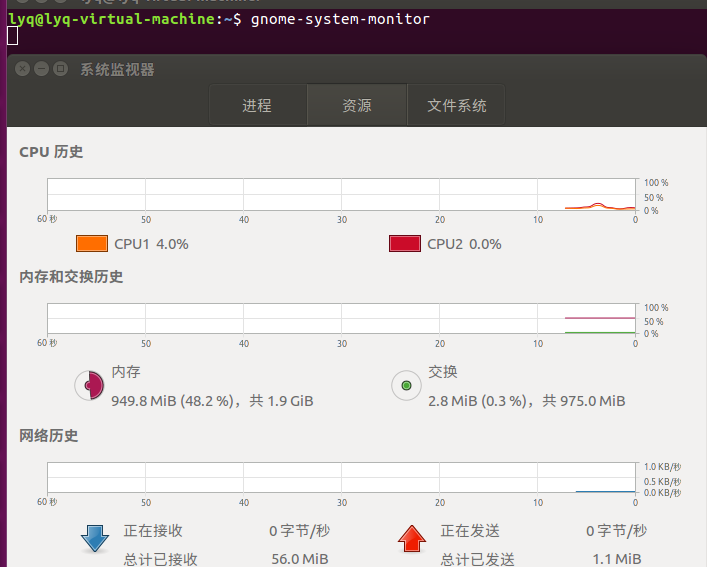 lyq@lyq-virtual-machine:~$ gnome-system-monitor
系统监视器
进程 资源 文件系统
CPU 历史
100 %
50 %
0 %
60 秒 50 40 30 20 10 0
CPU1 4.0% CPU2 0.0%
内存和交换历史
100 %
50 %
0 %
60 秒 50 40 30 20 10 0
内存 交换
949.8 MiB (48.2 %)，共 1.9 GiB 2.8 MiB (0.3 %)，共 975.0 MiB
网络历史
1.0 KB/秒
0.5 KB/秒
0.0 KB/秒
60 秒 50 40 30 20 10 0
正在接收 0 字节/秒 正在发送 0 字节/秒
总计已接收 56.0 MiB 总计已发送 1.1 MiB